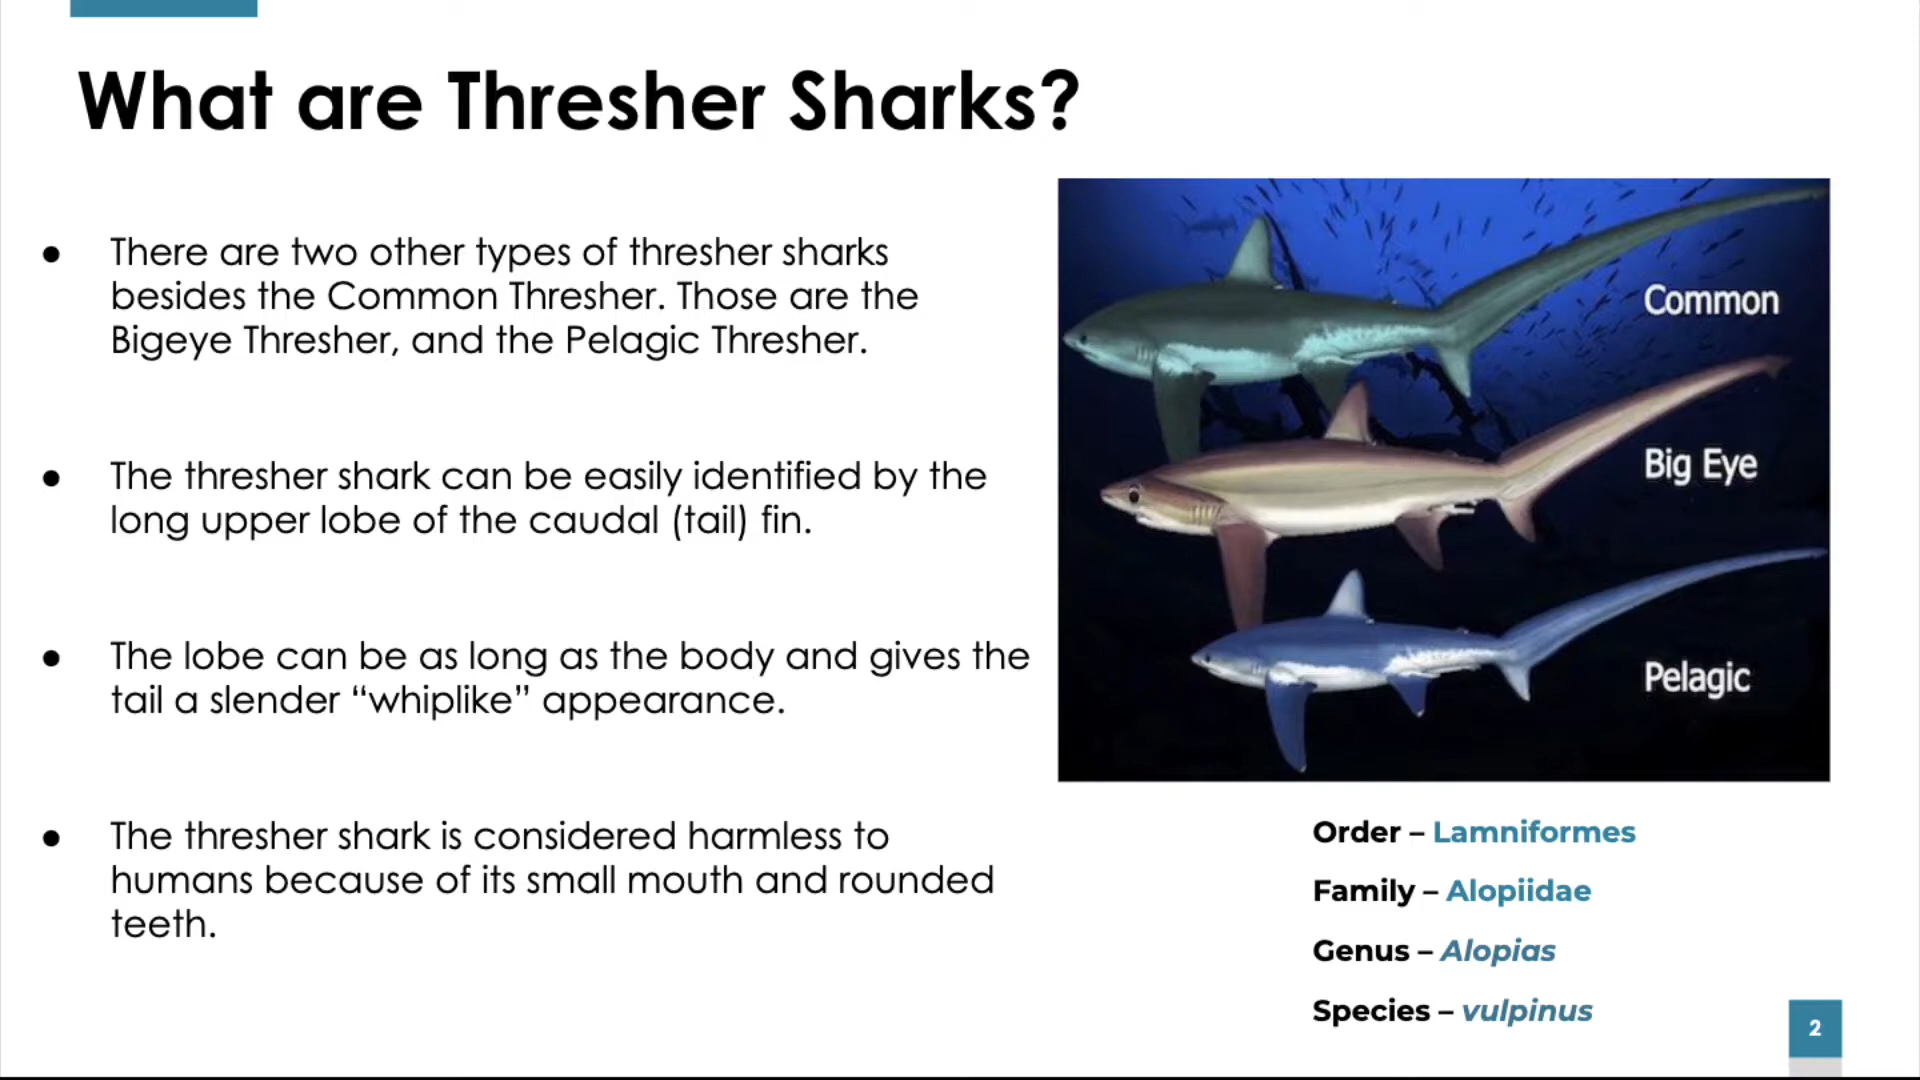 What are Thresher Sharks?
● There are two other types of thresher sharks
besides the Common Thresher. Those are the
Bigeye Thresher, and the Pelagic Thresher.
● The thresher shark can be easily identified by the
long upper lobe of the caudal (tail) fin.
● The lobe can be as long as the body and gives the
tail a slender “whiplike” appearance.
● The thresher shark is considered harmless to
humans because of its small mouth and rounded
teeth.
Common
Big Eye
Pelagic
Order – Lamniformes
Family – Alopiidae
Genus – Alopias
Species – vulpinus
2